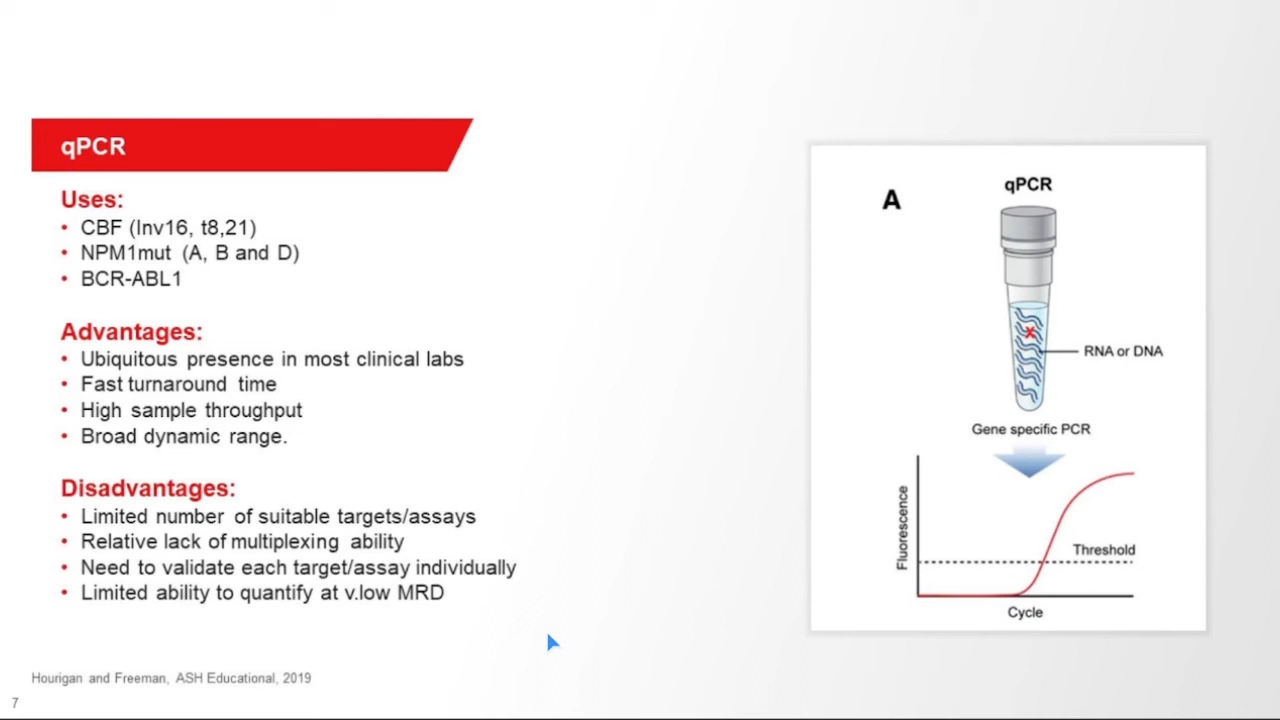 qPCR
Uses:
• CBF (Inv16, t8,21)
• NPM1mut (A, B and D)
• BCR-ABL1
Advantages:
• Ubiquitous presence in most clinical labs
• Fast turnaround time
• High sample throughput
• Broad dynamic range.
Disadvantages:
• Limited number of suitable targets/assays
• Relative lack of multiplexing ability
• Need to validate each target/assay individually
• Limited ability to quantify at v.low MRD
Hourigan and Freeman, ASH Educational, 2019
7
A
qPCR
X
RNA or DNA
Gene specific PCR
Fluorescence
Threshold
Cycle